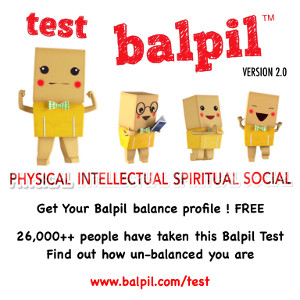 test
balpil™
VERSION 2.0
PHYSICAL INTELLECTUAL SPIRITUAL SOCIAL
Get Your Balpil balance profile ! FREE
26,000++ people have taken this Balpil Test
Find out how un-balanced you are
www.balpil.com/test